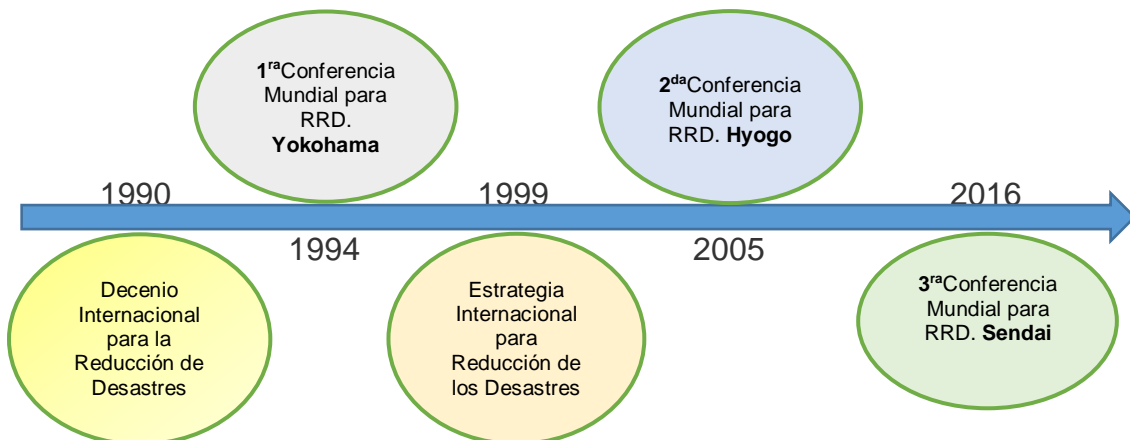 1raConferencia
Mundial para
RRD.
Yokohama
2daConferencia
Mundial para
RRD. Hyogo
1990
1999
2016
1994
2005
Decenio
Internacional
para la
Reducción de
Desastres
Estrategia
Internacional
para
Reducción de
los Desastres
3raConferencia
Mundial para
RRD. Sendai